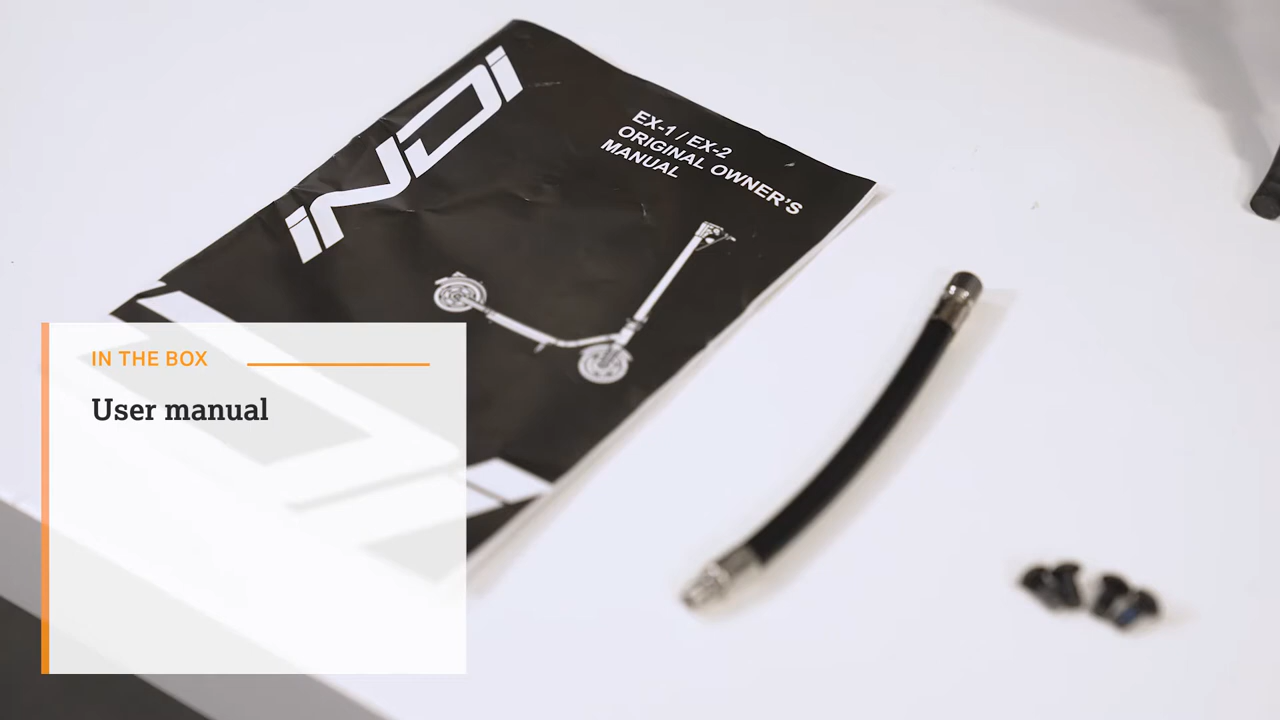 INDI
EX-1 / EX-2
ORIGINAL OWNER'S
MANUAL
IN THE BOX
User manual